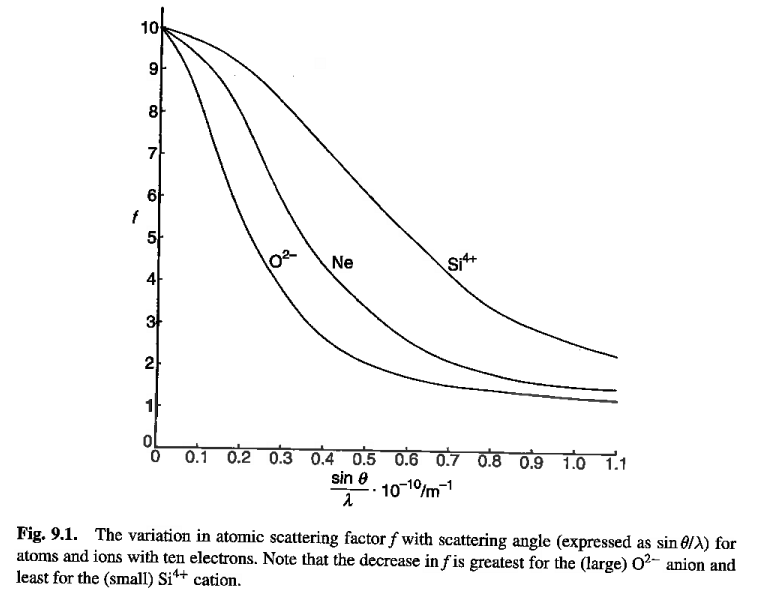 10
9
8
7
6
f
5
4
3
2
1
0
O²⁻
Ne
Si⁴⁺
0 0.1 0.2 0.3 0.4 0.5 0.6 0.7 0.8 0.9 1.0 1.1
sin θ
λ · 10⁻¹⁰/m⁻¹
Fig. 9.1. The variation in atomic scattering factor f with scattering angle (expressed as sin θ/λ) for
atoms and ions with ten electrons. Note that the decrease in f is greatest for the (large) O²⁻ anion and
least for the (small) Si⁴⁺ cation.